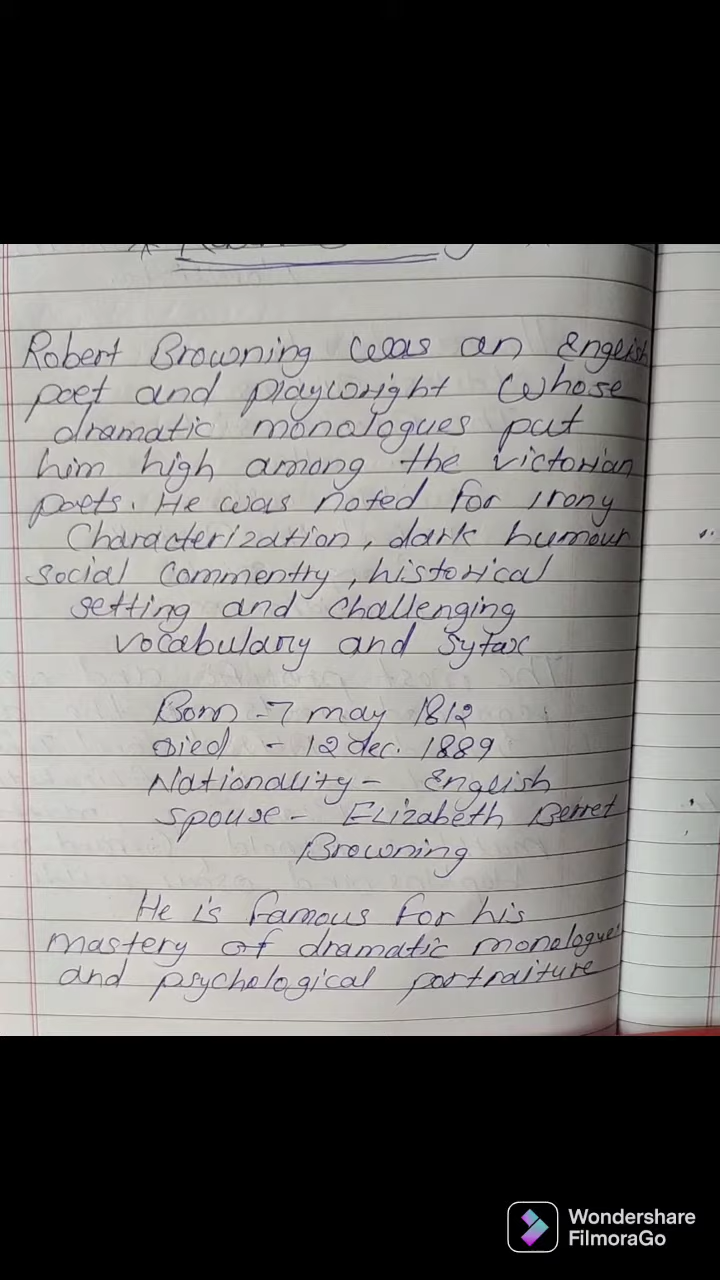 Robert Browning was an English
poet and playwright whose
dramatic monologues put
him high among the victorian
poets. He was noted for irony
Characterization, dark humour
social Commentry, historical
setting and challenging
vocabulary and sytax
Born - 7 may 1812
Died - 12 dec. 1889
Nationality - English
Spouse - Elizabeth Berret
Browning
He is famous for his
mastery of dramatic monologue
and psychological portraiture
Wondershare
FilmoraGo